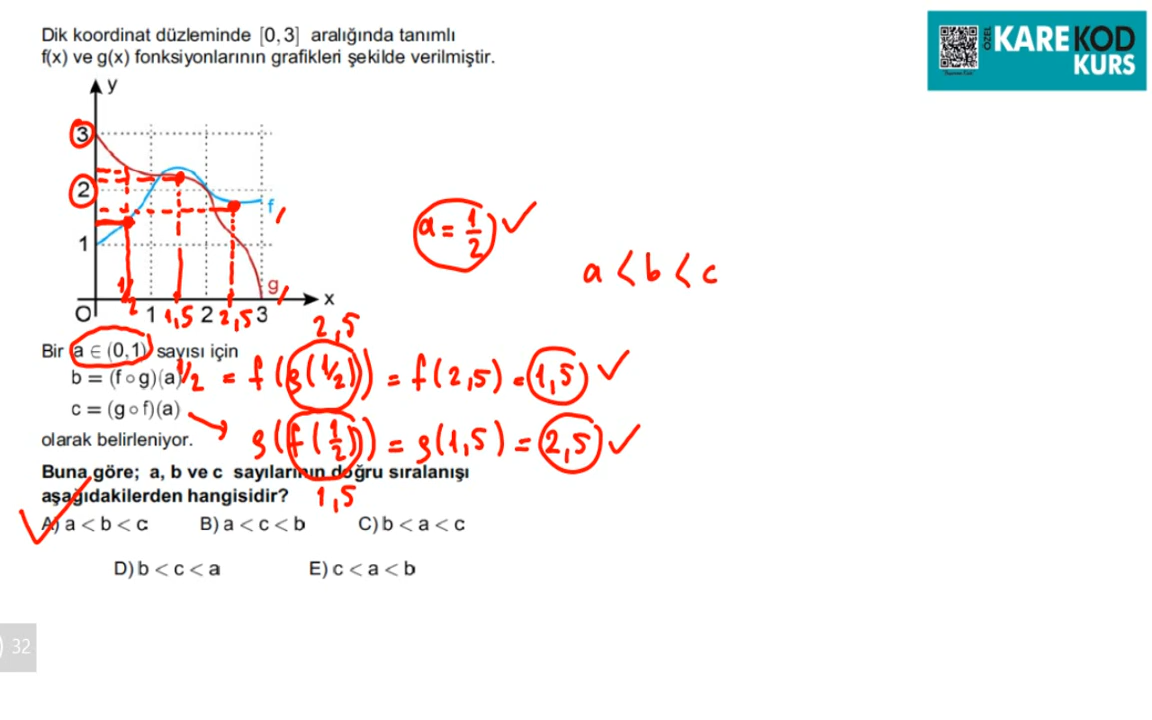 Dik koordinat düzleminde [0, 3] aralığında tanımlı
f(x) ve g(x) fonksiyonlarının grafikleri şekilde verilmiştir.
ÖZEL KAREKOD
KURS
y
3
2
1
f
g
x
O 1/2 1 1,5 2 2,5 3
a = 1/2 ✓
a < b < c
2,5
Bir a ∈ (0, 1) sayısı için
b = (f∘g)(a) 1/2 = f(g(1/2)) = f(2,5) = 1,5 ✓
c = (g∘f)(a) → g(f(1/2)) = g(1,5) = 2,5 ✓
1,5
olarak belirleniyor.
Buna göre; a, b ve c sayılarının doğru sıralanışı
aşağıdakilerden hangisidir?
A) a < b < c B) a < c < b C) b < a < c
D) b < c < a E) c < a < b
) 32